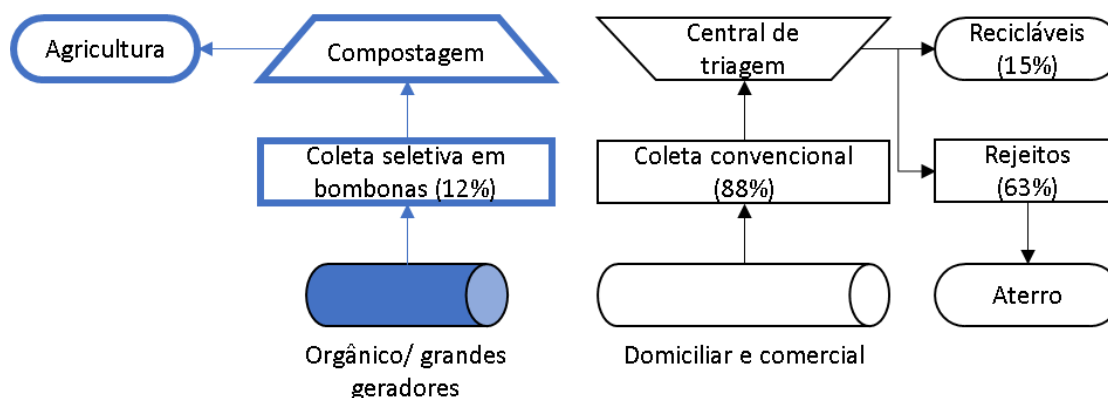 Agricultura
Compostagem
Central de
triagem
Recicláveis
(15%)
Coleta seletiva em
bombonas (12%)
Coleta convencional
(88%)
Rejeitos
(63%)
Aterro
Orgânico/ grandes
geradores
Domiciliar e comercial